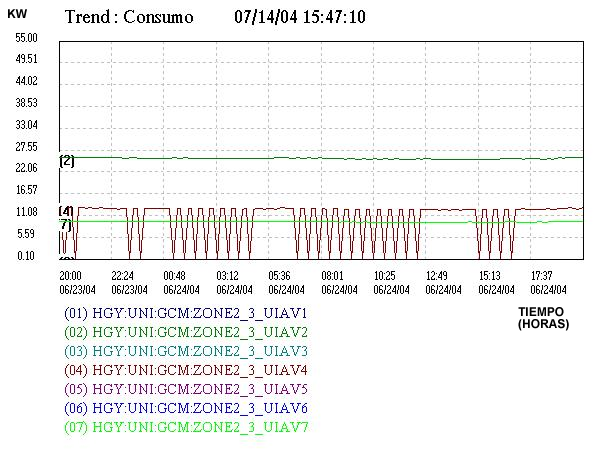 KW
Trend : Consumo 07/14/04 15:47:10
55.00
49.51
44.02
38.53
33.04
27.55
22.06
16.57
11.08
5.59
0.10
(2)
(4)
7)
20:00 22:24 00:48 03:12 05:36 08:01 10:25 12:49 15:13 17:37
06/23/04 06/23/04 06/24/04 06/24/04 06/24/04 06/24/04 06/24/04 06/24/04 06/24/04 06/24/04
TIEMPO
(HORAS)
(01) HGY:UNI:GCM:ZONE2_3_UIAV1
(02) HGY:UNI:GCM:ZONE2_3_UIAV2
(03) HGY:UNI:GCM:ZONE2_3_UIAV3
(04) HGY:UNI:GCM:ZONE2_3_UIAV4
(05) HGY:UNI:GCM:ZONE2_3_UIAV5
(06) HGY:UNI:GCM:ZONE2_3_UIAV6
(07) HGY:UNI:GCM:ZONE2_3_UIAV7